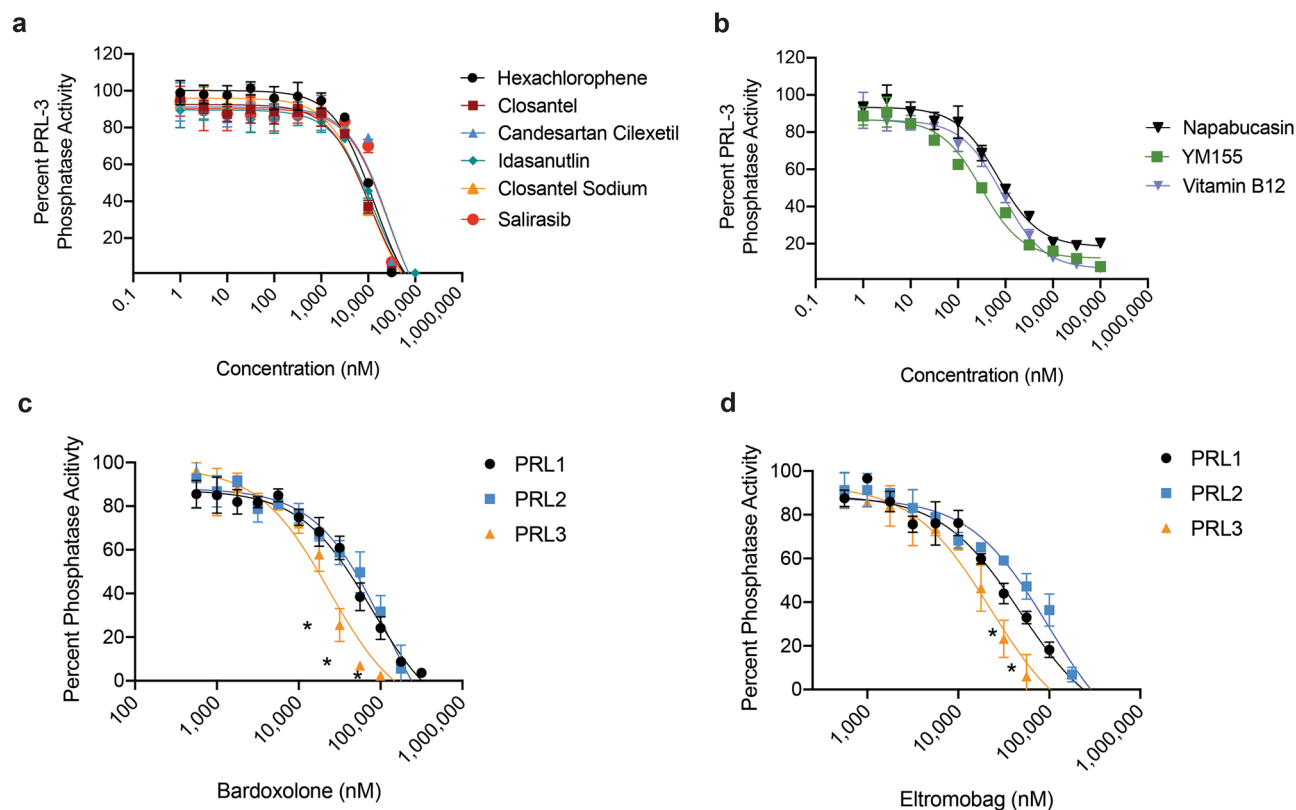 a
120
100
80
60
40
20
Percent PRL-3
Phosphatase Activity
0.1
1
10
100
1,000
10,000
100,000
1,000,000
Concentration (nM)
Hexachlorophene
Closantel
Candesartan Cilexetil
Idasanutlin
Closantel Sodium
Salirasib
b
120
100
80
60
40
20
Percent PRL-3
Phosphatase Activity
0.1
1
10
100
1,000
10,000
100,000
1,000,000
Concentration (nM)
Napabucasin
YM155
Vitamin B12
c
100
80
60
40
20
0
Percent Phosphatase Acitivty
100
1,000
10,000
100,000
1,000,000
Bardoxolone (nM)
PRL1
PRL2
PRL3
*
*
*
d
100
80
60
40
20
0
Percent Phosphatase Activity
1,000
10,000
100,000
1,000,000
Eltromobag (nM)
PRL1
PRL2
PRL3
*
*